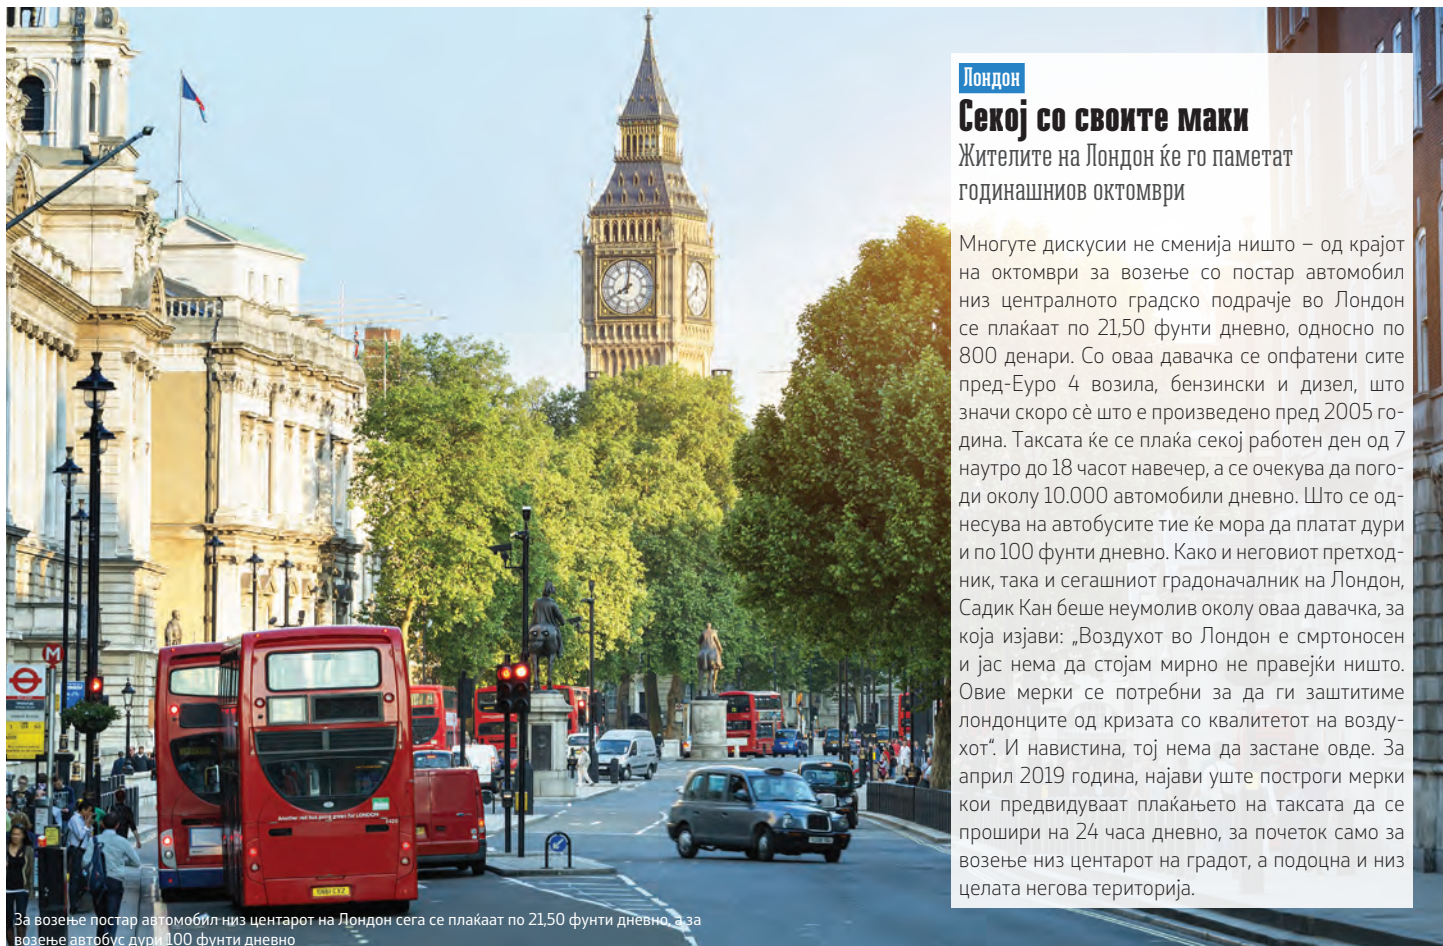 Лондон
Секој со своите маки
Жителите на Лондон ќе го паметат
годинашниов октомври
Многуте дискусии не сменија ништо – од крајот
на октомври за возење со постар автомобил
низ централното градско подрачје во Лондон
се плаќаат по 21,50 фунти дневно, односно по
800 денари. Со оваа давачка се опфатени сите
пред-Еуро 4 возила, бензински и дизел, што
значи скоро сѐ што е произведено пред 2005 го-
дина. Таксата ќе се плаќа секој работен ден од 7
наутро до 18 часот навечер, а се очекува да пого-
ди околу 10.000 автомобили дневно. Што се од-
несува на автобусите тие ќе мора да платат дури
и по 100 фунти дневно. Како и неговиот претход-
ник, така и сегашниот градоначалник на Лондон,
Садик Кан беше неумолив околу оваа давачка, за
која изјави: „Воздухот во Лондон е смртоносен
и јас нема да стојам мирно не правејќи ништо.
Овие мерки се потребни за да ги заштитиме
лондонците од кризата со квалитетот на возду-
хот“. И навистина, тој нема да застане овде. За
април 2019 година, најави уште построги мерки
кои предвидуваат плаќањето на таксата да се
прошири на 24 часа дневно, за почеток само за
возење низ центарот на градот, а подоцна и низ
целата негова територија.
M
Another red bus going green for LONDON
За возење постар автомобил низ центарот на Лондон сега се плаќаат по 21,50 фунти дневно, а за
возење автобус дури 100 фунти дневно